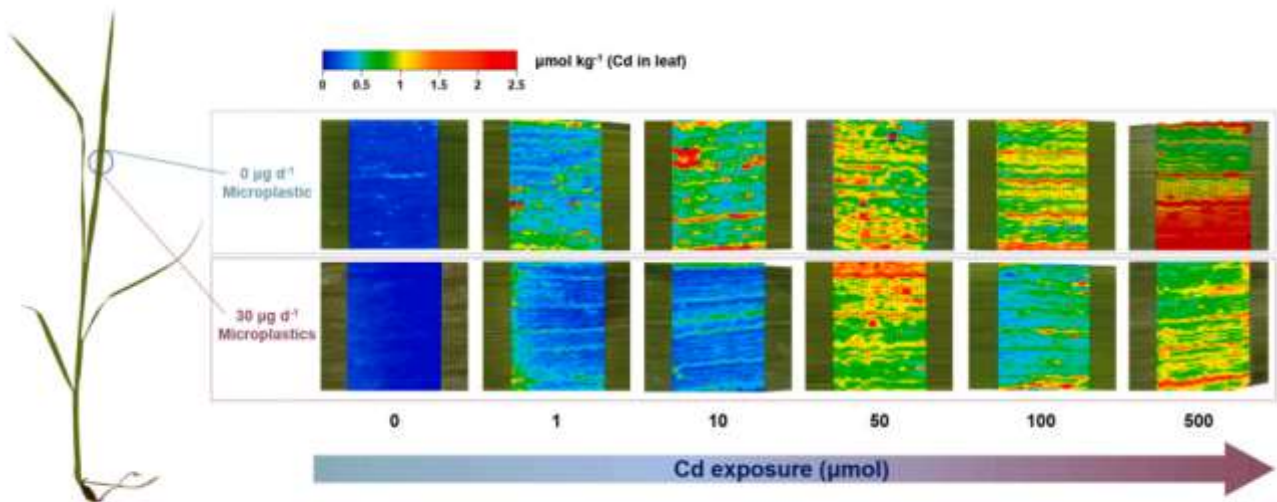 µmol kg⁻¹ (Cd in leaf)
0 0.5 1 1.5 2 2.5
0 µg d⁻¹
Microplastic
30 µg d⁻¹
Microplastics
0 1 10 50 100 500
Cd exposure (µmol)